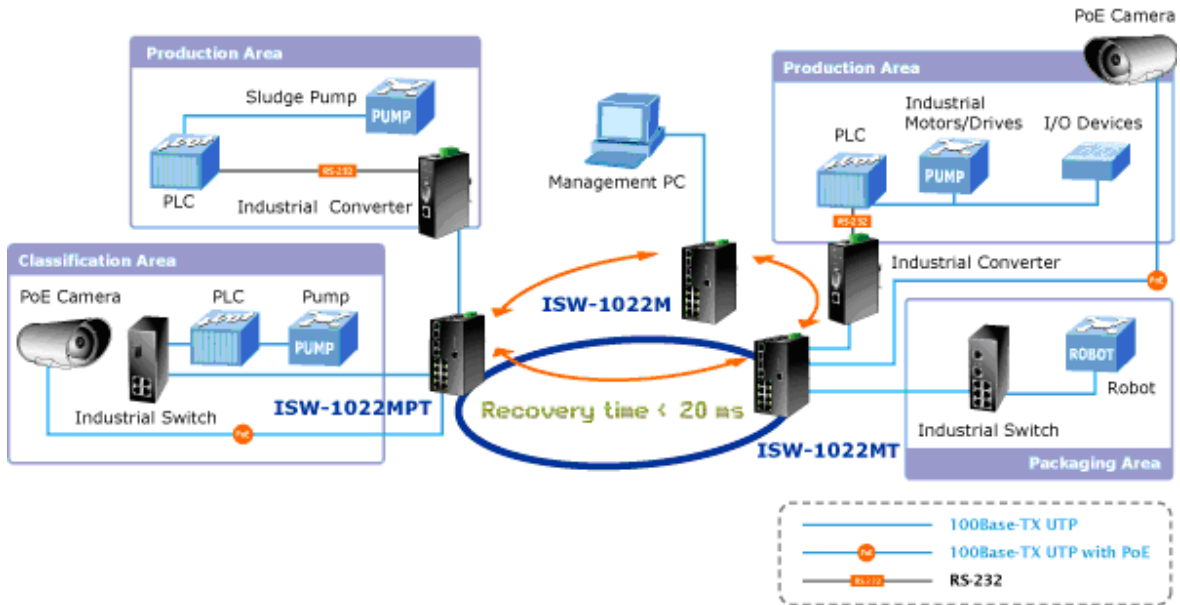 PoE Camera
Production Area
Sludge Pump
PUMP
RS-232
PLC
Industrial Converter
Management PC
Production Area
Industrial
Motors/Drives
I/O Devices
PLC
PUMP
RS-232
Industrial Converter
PoE
Classification Area
PoE Camera
PLC
Pump
PUMP
Industrial Switch
PoE
ISW-1022M
ISW-1022MPT
Recovery time < 20 ms
ISW-1022MT
ROBOT
Robot
Industrial Switch
Packaging Area
100Base-TX UTP
PoE
100Base-TX UTP with PoE
RS-232
RS-232